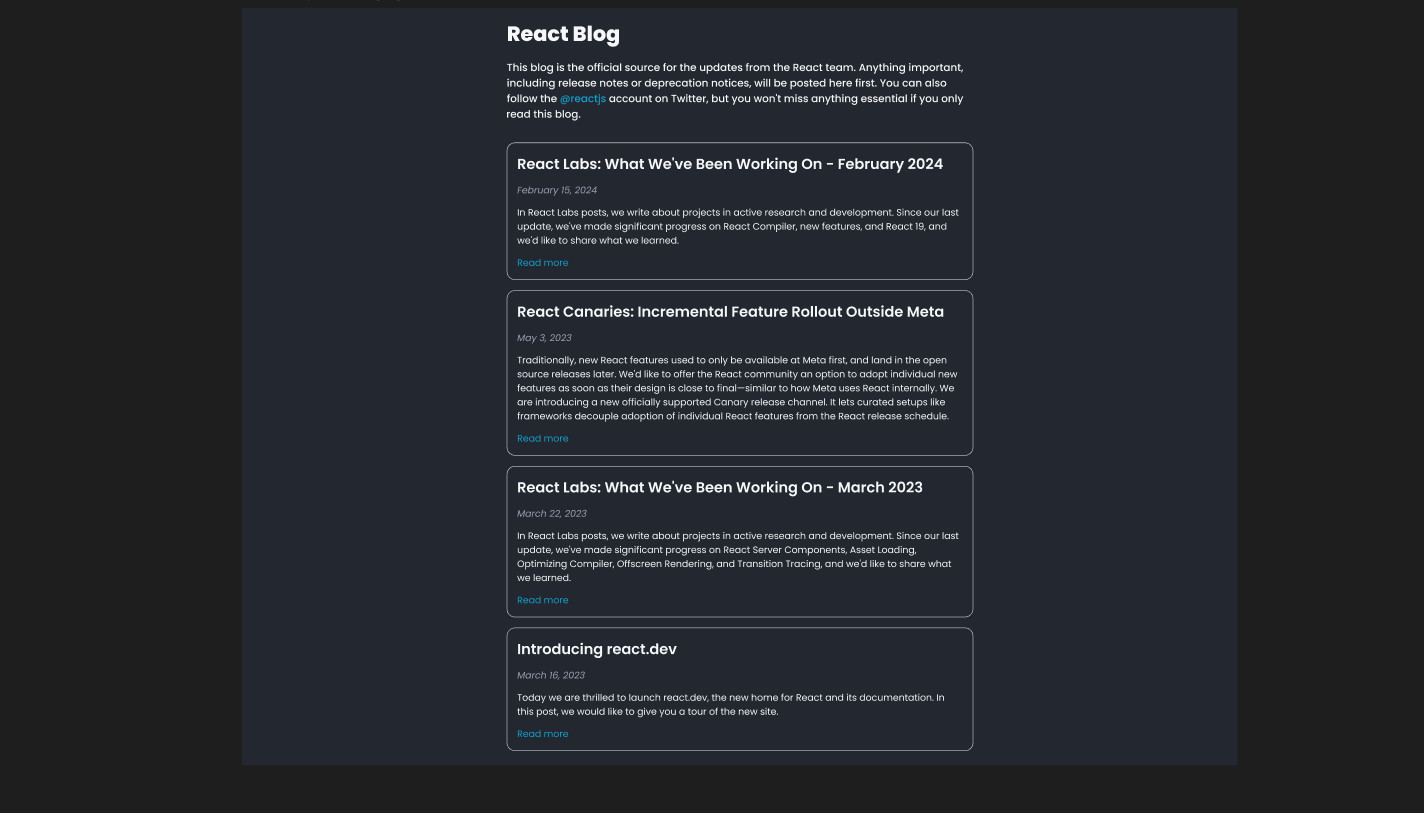 React Blog
This blog is the official source for the updates from the React team. Anything important,
including release notes or deprecation notices, will be posted here first. You can also
follow the @reactjs account on Twitter, but you won't miss anything essential if you only
read this blog.
React Labs: What We've Been Working On - February 2024
February 15, 2024
In React Labs posts, we write about projects in active research and development. Since our last
update, we've made significant progress on React Compiler, new features, and React 19, and
we'd like to share what we learned.
Read more
React Canaries: Incremental Feature Rollout Outside Meta
May 3, 2023
Traditionally, new React features used to only be available at Meta first, and land in the open
source releases later. We'd like to offer the React community an option to adopt individual new
features as soon as their design is close to final—similar to how Meta uses React internally. We
are introducing a new officially supported Canary release channel. It lets curated setups like
frameworks decouple adoption of individual React features from the React release schedule.
Read more
React Labs: What We've Been Working On - March 2023
March 22, 2023
In React Labs posts, we write about projects in active research and development. Since our last
update, we've made significant progress on React Server Components, Asset Loading,
Optimizing Compiler, Offscreen Rendering, and Transition Tracing, and we'd like to share what
we learned.
Read more
Introducing react.dev
March 16, 2023
Today we are thrilled to launch react.dev, the new home for React and its documentation. In
this post, we would like to give you a tour of the new site.
Read more